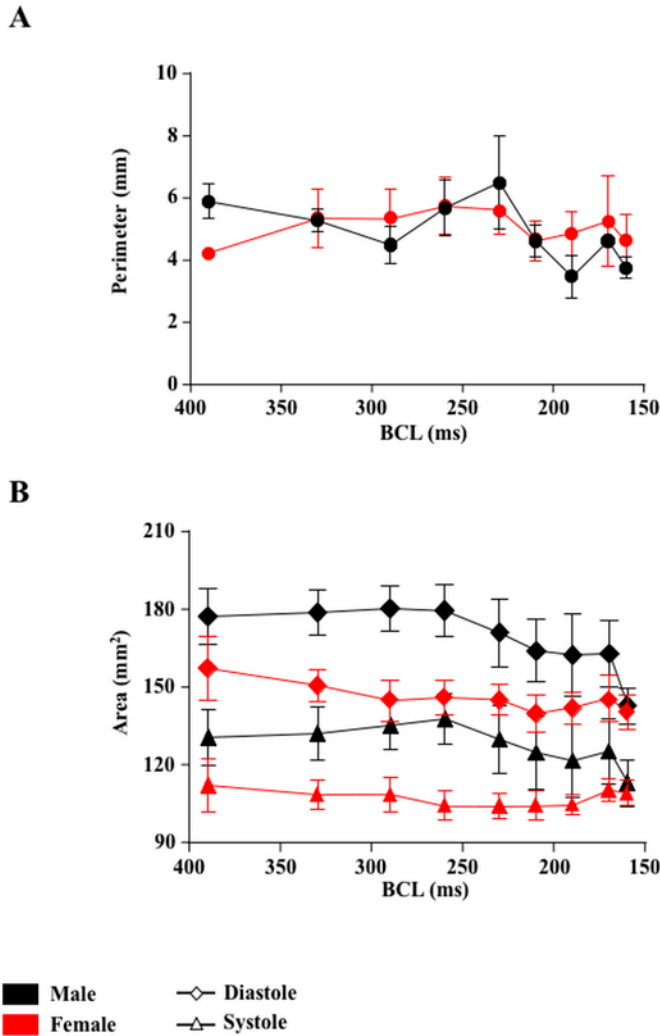 A
10
8
6
4
2
0
Perimeter (mm)
400 350 300 250 200 150
BCL (ms)
B
210
180
150
120
90
Area (mm²)
400 350 300 250 200 150
BCL (ms)
Male Diastole
Female Systole